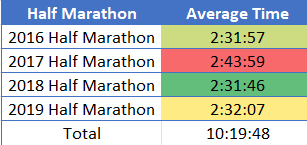 Half Marathon Average Time
2016 Half Marathon 2:31:57
2017 Half Marathon 2:43:59
2018 Half Marathon 2:31:46
2019 Half Marathon 2:32:07
Total 10:19:48